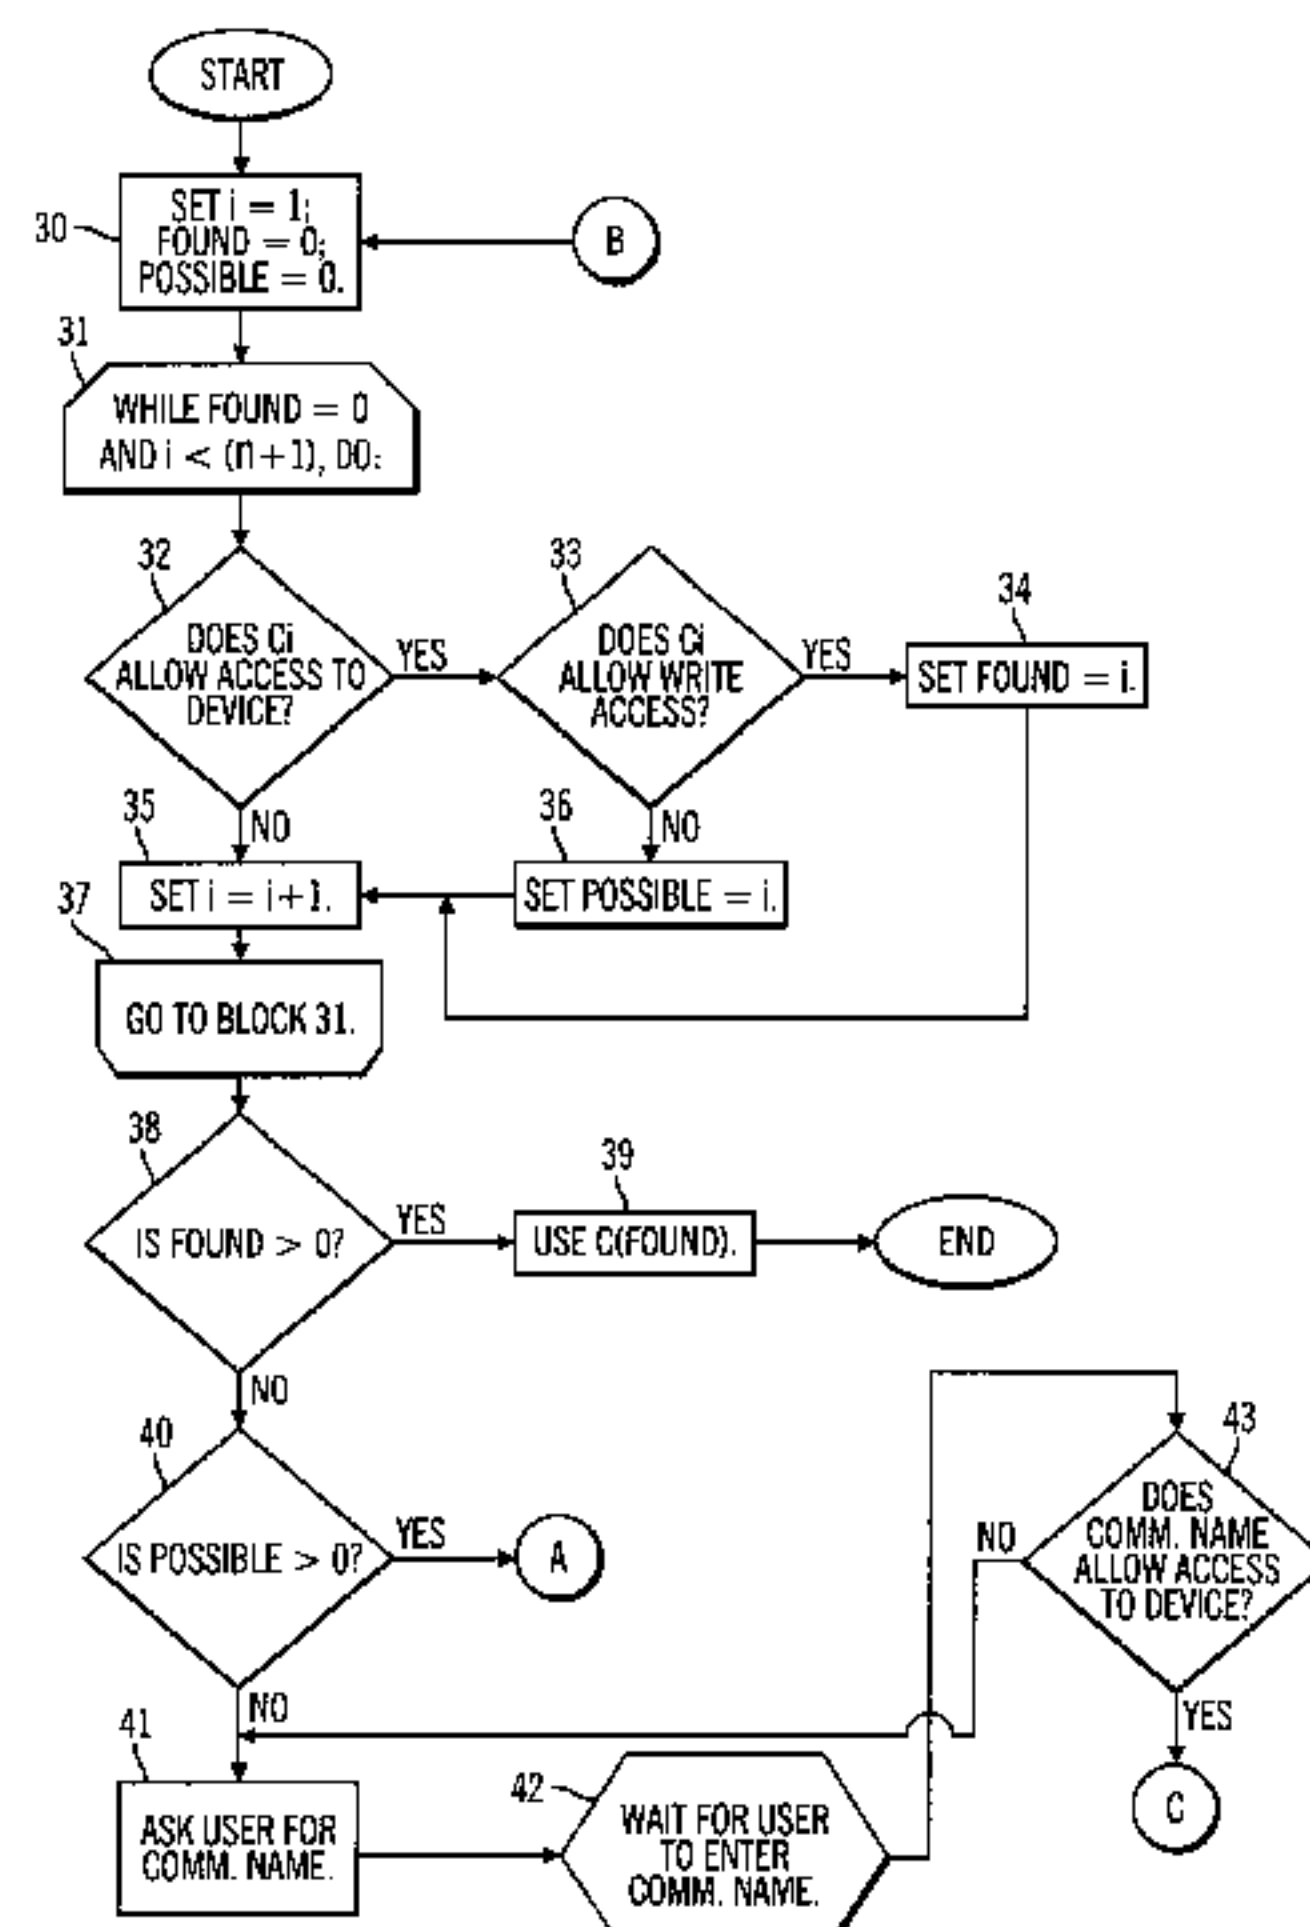 START
30
SET i = 1;
FOUND = 0;
POSSIBLE = 0.
B
31
WHILE FOUND = 0
AND i < (n+1), DO:
32
DOES Ci
ALLOW ACCESS TO
DEVICE?
YES
33
DOES Ci
ALLOW WRITE
ACCESS?
YES
34
SET FOUND = i.
NO
NO
35
SET i = i+1.
36
SET POSSIBLE = i.
37
GO TO BLOCK 31.
38
IS FOUND > 0?
YES
39
USE C(FOUND).
END
NO
40
IS POSSIBLE > 0?
YES
A
NO
43
DOES
COMM. NAME
ALLOW ACCESS
TO DEVICE?
NO
YES
C
41
ASK USER FOR
COMM. NAME.
42
WAIT FOR USER
TO ENTER
COMM. NAME.